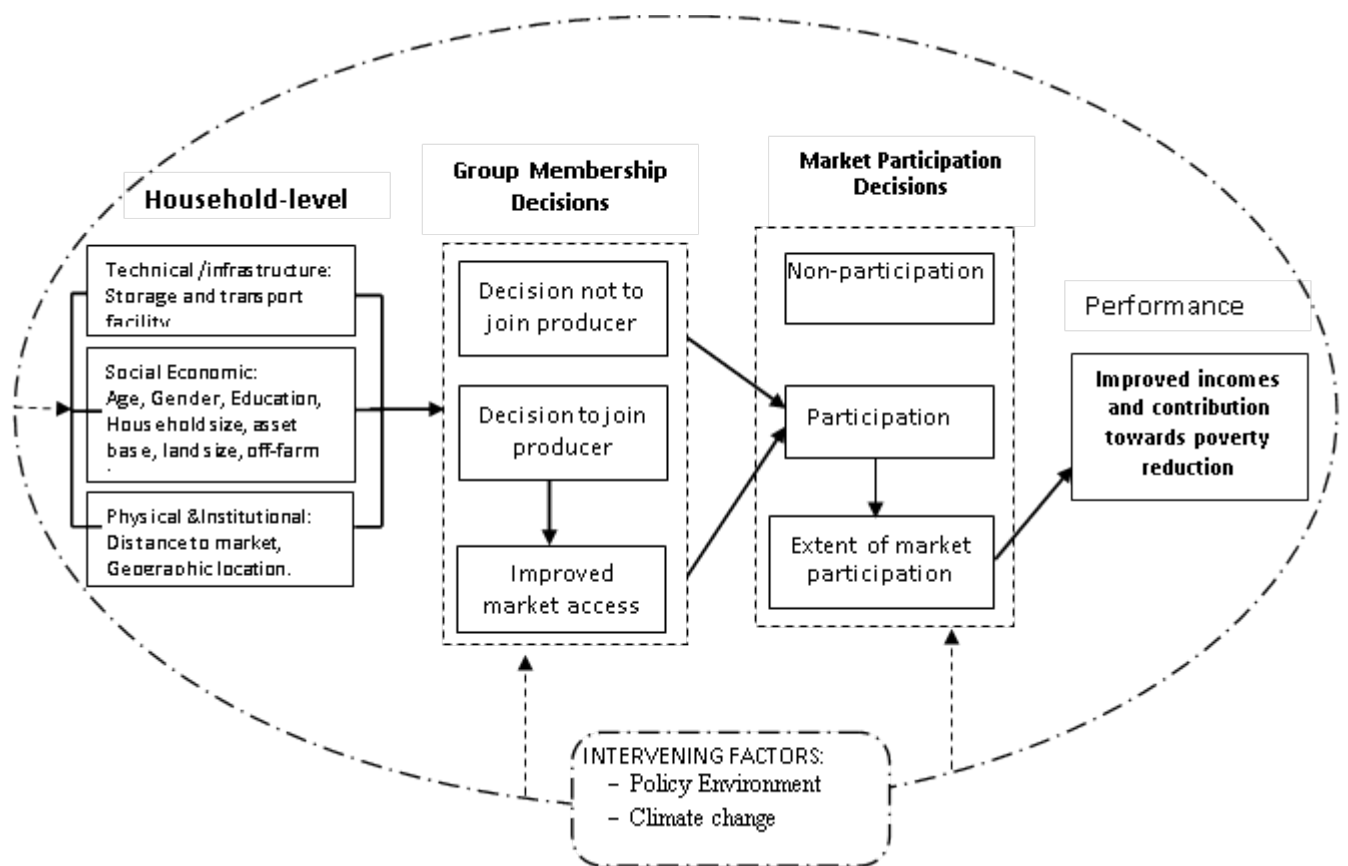 Household-level
Technical /infrastructure:
Storage and transport
facility
Social Economic:
Age, Gender, Education,
Household size, asset
base, land size, off-farm
Physical &Institutional:
Distance to market,
Geographic location.
Group Membership
Decisions
Decision not to
join producer
Decision to join
producer
Improved
market access
Market Participation
Decisions
Non-participation
Participation
Extent of market
participation
Performance
Improved incomes
and contribution
towards poverty
reduction
INTERVENING FACTORS:
– Policy Environment
– Climate change